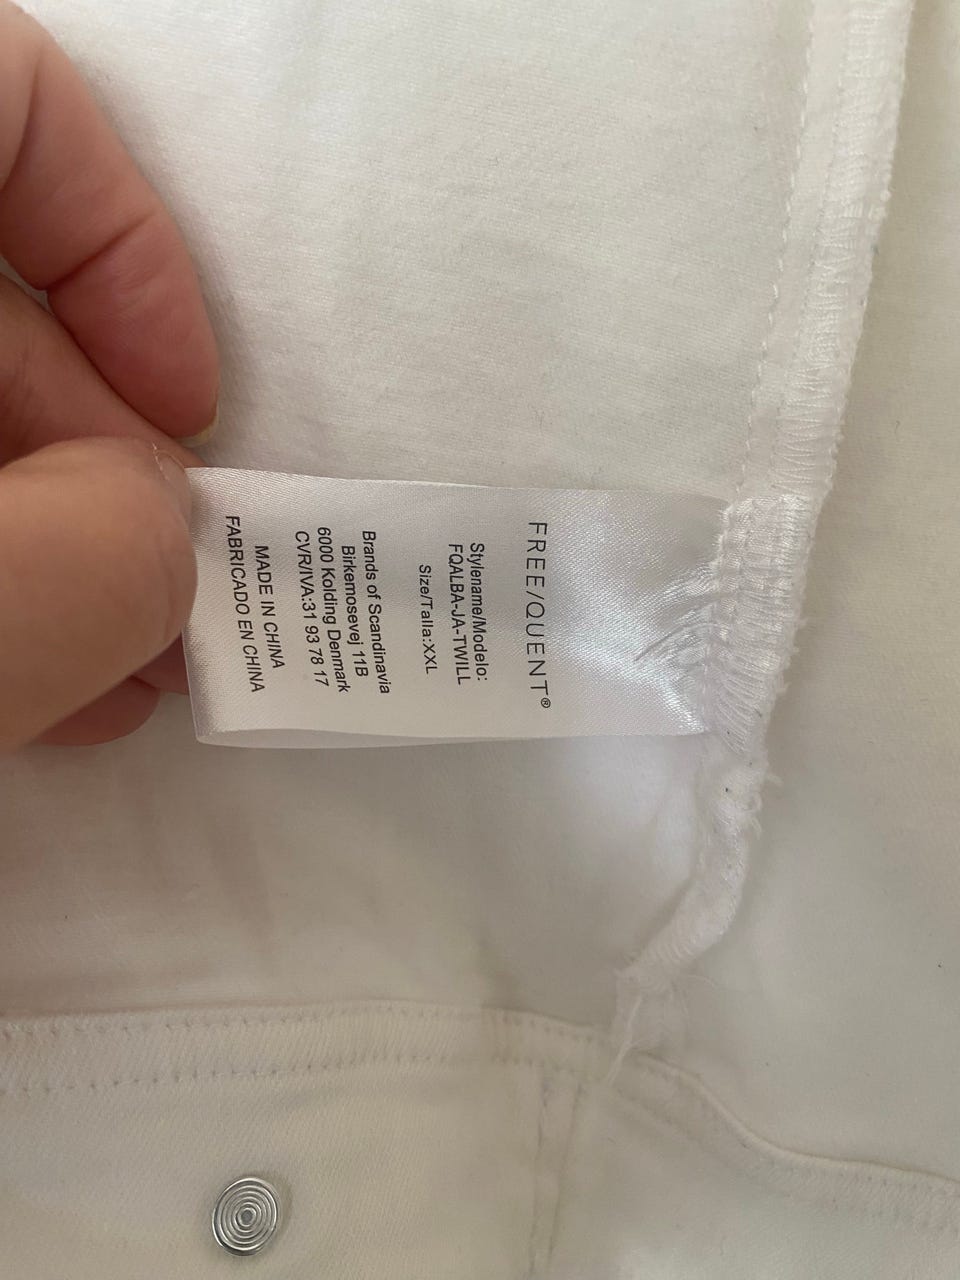 FREE/QUENT®
Stylename/Modelo:
FQALBA-JA-TWILL
Size/Talla:XXL
Brands of Scandinavia
Birkemosevej 11B
6000 Kolding Denmark
CVR/IVA:31 93 78 17
MADE IN CHINA
FABRICADO EN CHINA